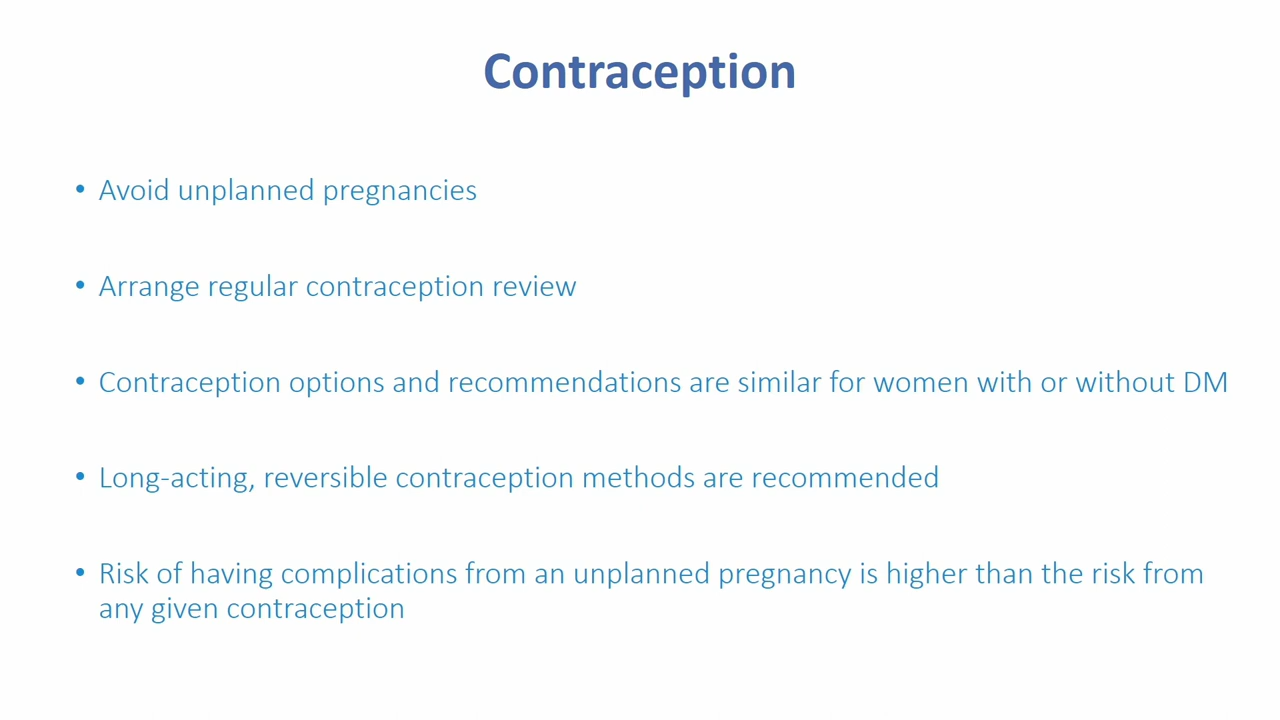 Contraception
• Avoid unplanned pregnancies
• Arrange regular contraception review
• Contraception options and recommendations are similar for women with or without DM
• Long-acting, reversible contraception methods are recommended
• Risk of having complications from an unplanned pregnancy is higher than the risk from
any given contraception